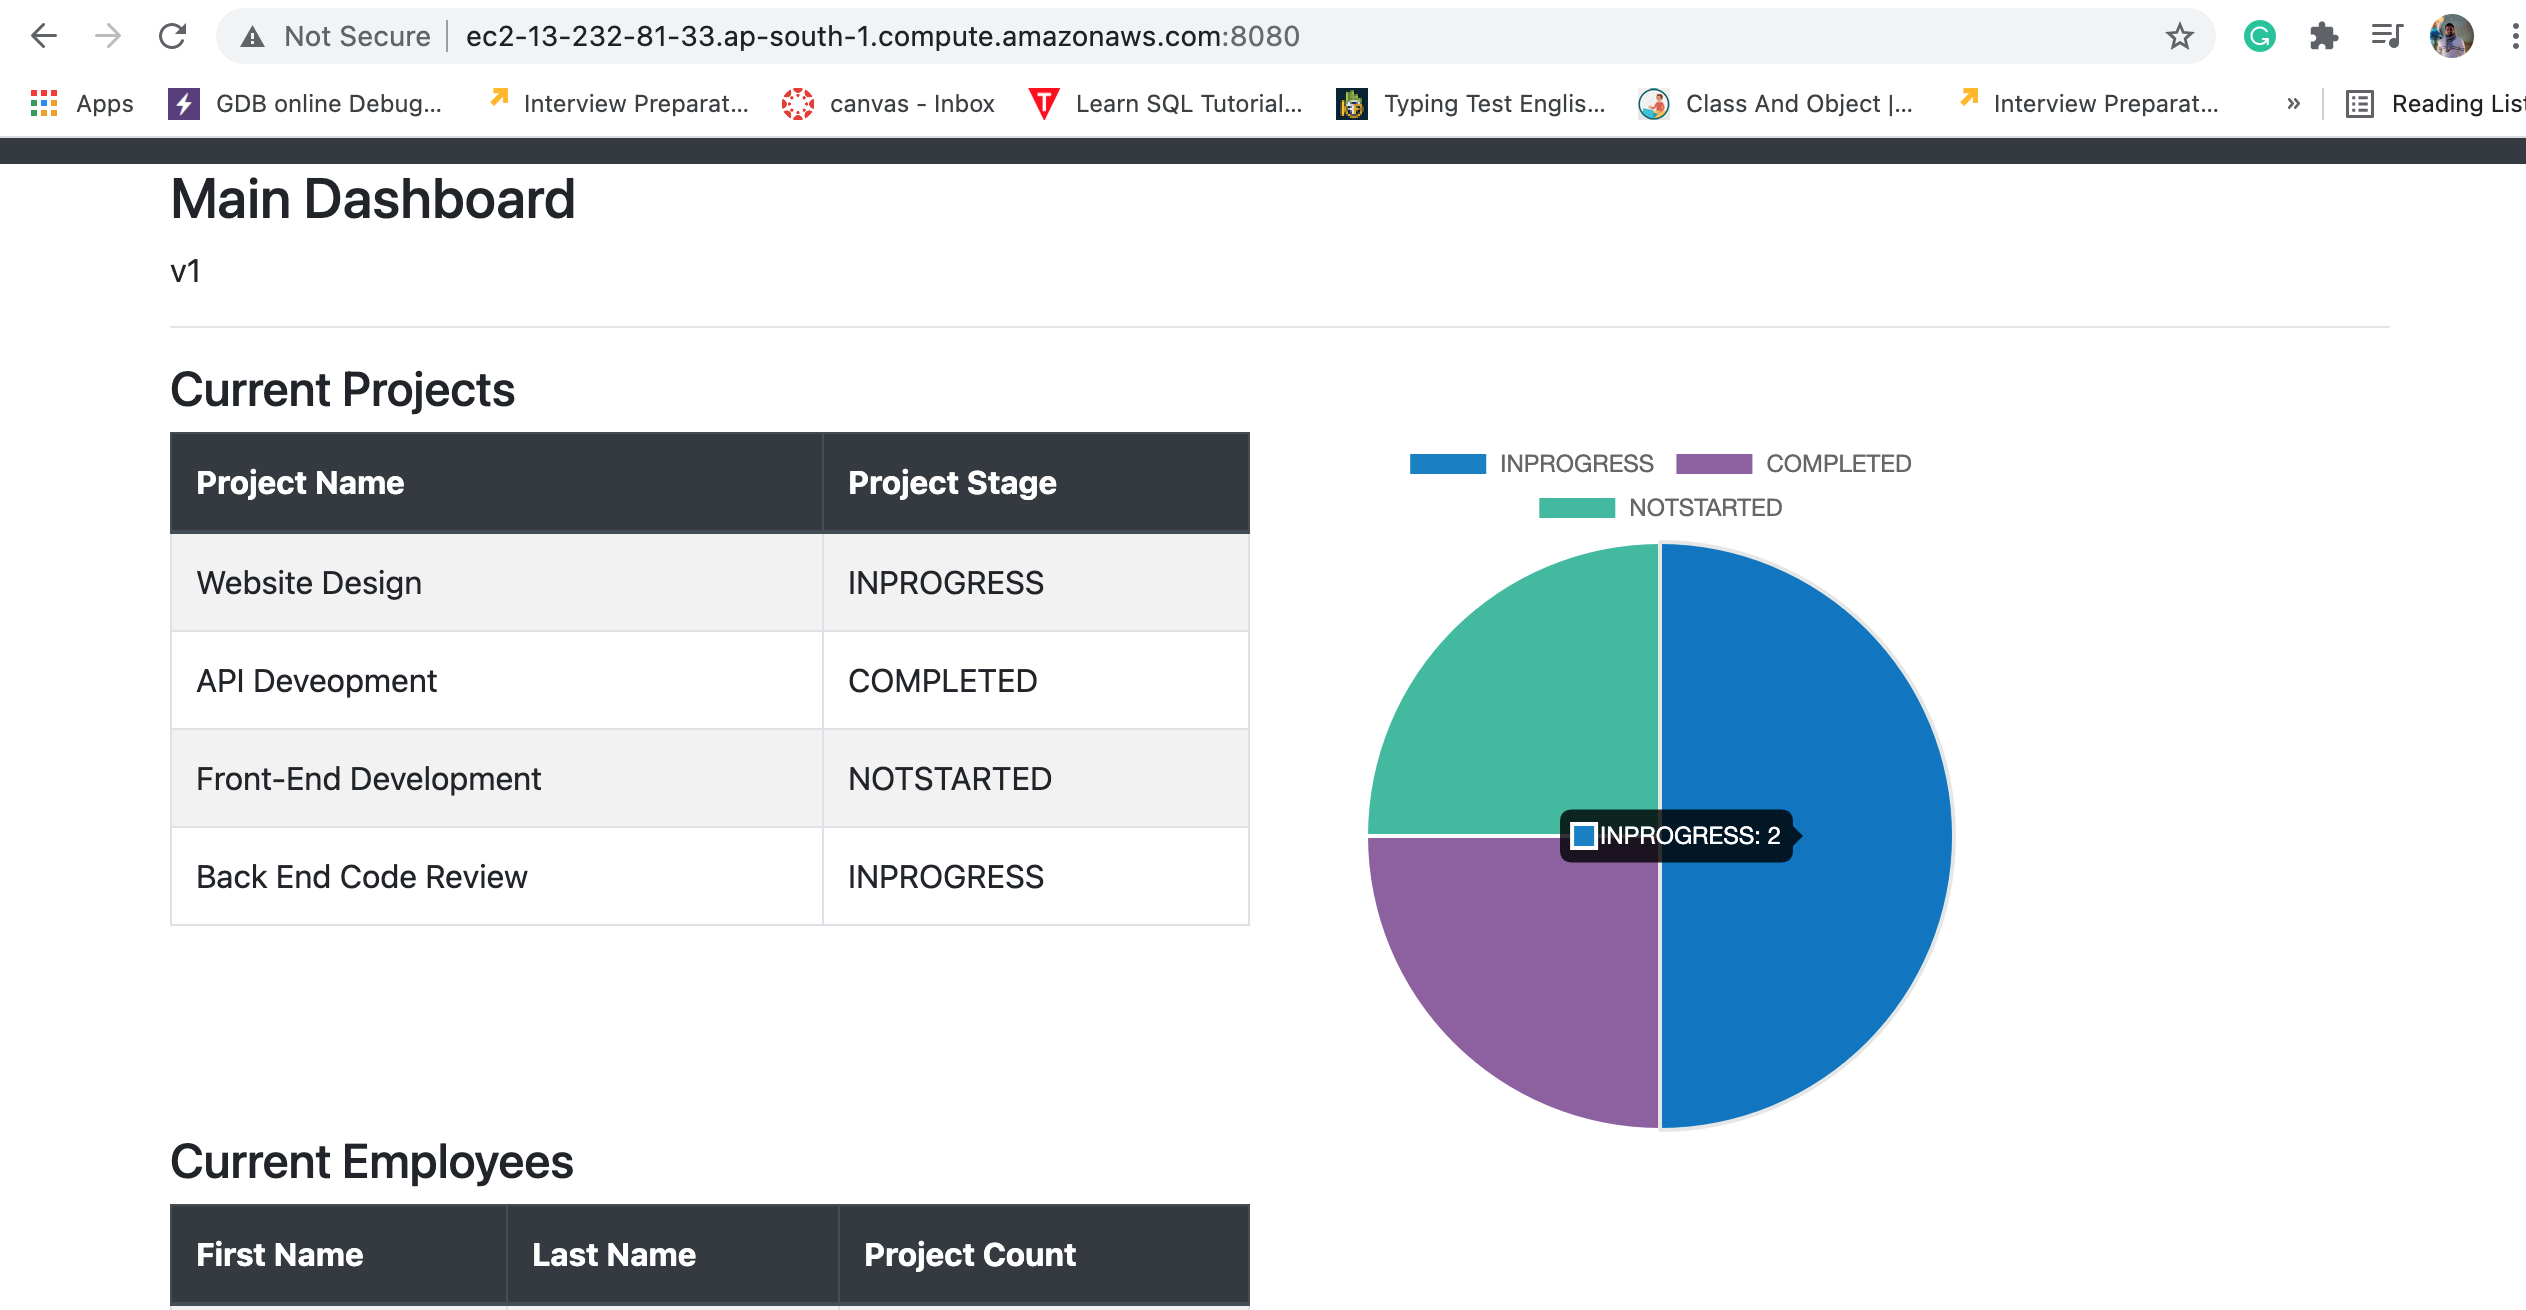 Not Secure ec2-13-232-81-33.ap-south-1.compute.amazonaws.com:8080
Apps GDB online Debug... Interview Preparat... canvas - Inbox Learn SQL Tutorial... Typing Test Englis... Class And Object |... Interview Preparat... » Reading List
Main Dashboard
v1
Current Projects
Project Name Project Stage
Website Design INPROGRESS
API Deveopment COMPLETED
Front-End Development NOTSTARTED
Back End Code Review INPROGRESS
INPROGRESS COMPLETED
NOTSTARTED
INPROGRESS: 2
Current Employees
First Name Last Name Project Count